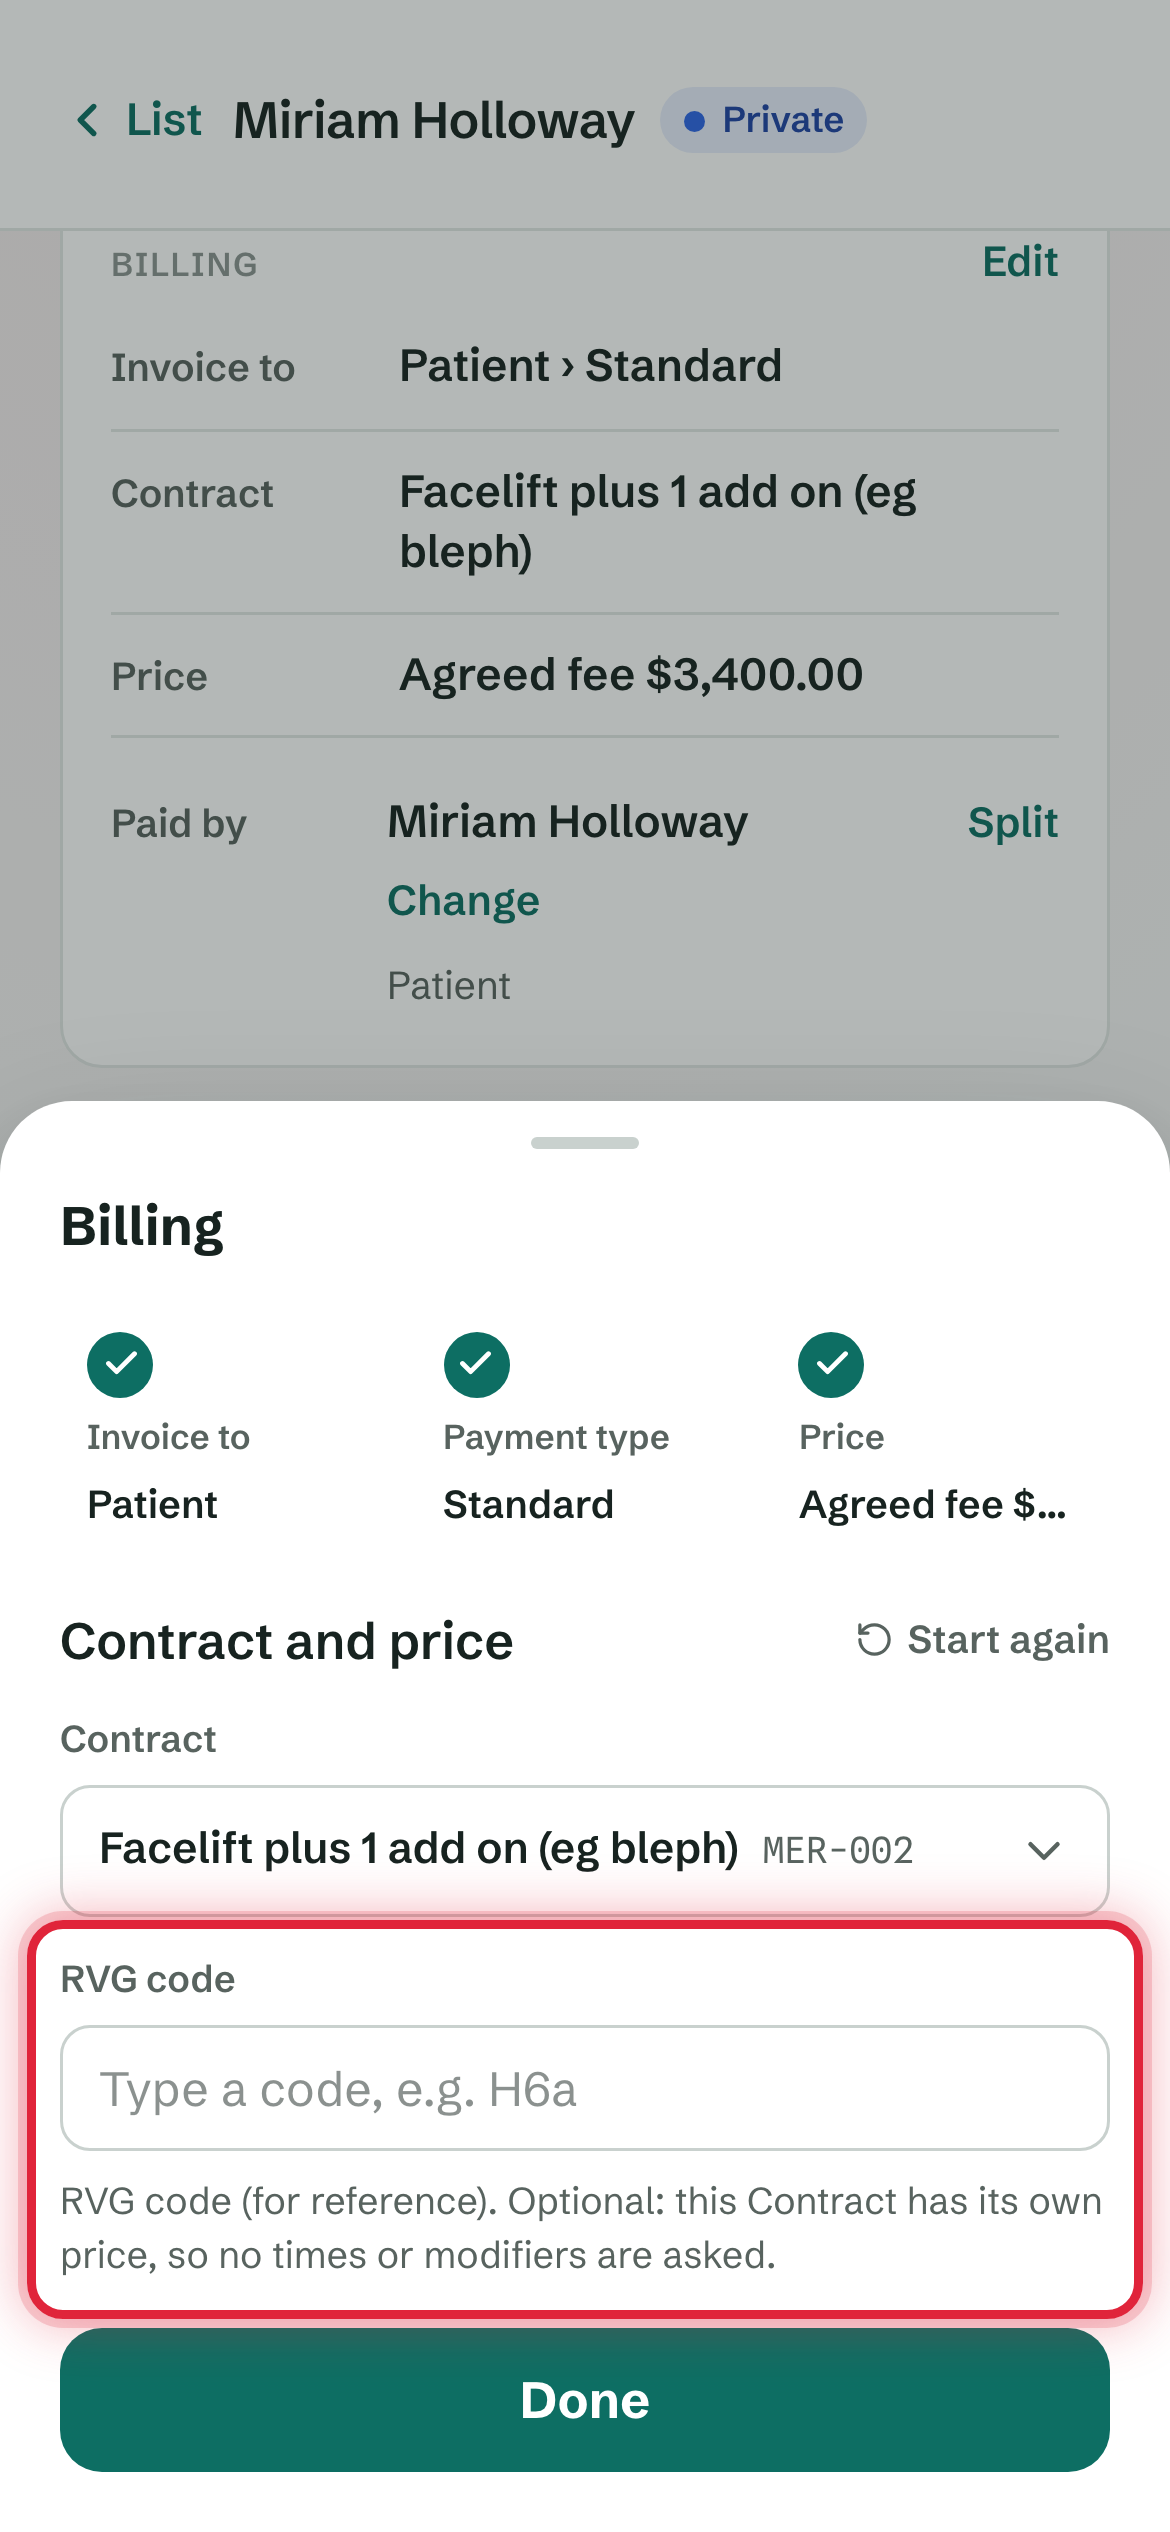 List Miriam Holloway Private
BILLING Edit
Invoice to Patient › Standard
Contract Facelift plus 1 add on (eg
bleph)
Price Agreed fee $3,400.00
Paid by Miriam Holloway Split
Change
Patient
Billing
Invoice to Payment type Price
Patient Standard Agreed fee $...
Contract and price Start again
Contract
Facelift plus 1 add on (eg bleph) MER-002
RVG code
Type a code, e.g. H6a
RVG code (for reference). Optional: this Contract has its own
price, so no times or modifiers are asked.
Done